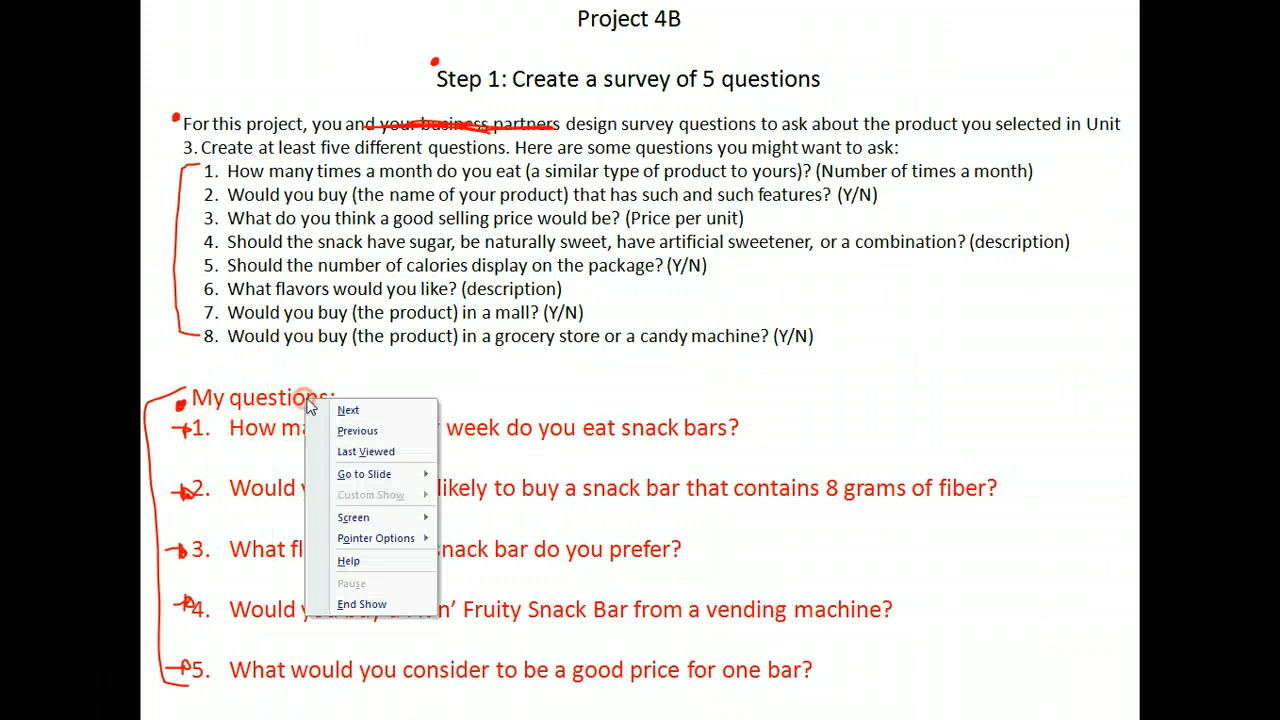 Project 4B
Step 1: Create a survey of 5 questions
For this project, you and your business partners design survey questions to ask about the product you selected in Unit
3. Create at least five different questions. Here are some questions you might want to ask:
1. How many times a month do you eat (a similar type of product to yours)? (Number of times a month)
2. Would you buy (the name of your product) that has such and such features? (Y/N)
3. What do you think a good selling price would be? (Price per unit)
4. Should the snack have sugar, be naturally sweet, have artificial sweetener, or a combination? (description)
5. Should the number of calories display on the package? (Y/N)
6. What flavors would you like? (description)
7. Would you buy (the product) in a mall? (Y/N)
8. Would you buy (the product) in a grocery store or a candy machine? (Y/N)
My questions:
1. How week do you eat snack bars?
2. Would likely to buy a snack bar that contains 8 grams of fiber?
3. What snack bar do you prefer?
4. Would Fruity Snack Bar from a vending machine?
5. What would you consider to be a good price for one bar?
Next
Previous
Last Viewed
Go to Slide
Custom Show
Screen
Pointer Options
Help
Pause
End Show